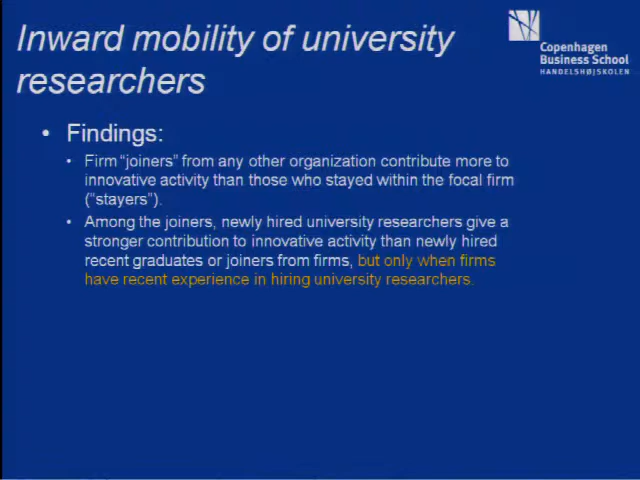 Inward mobility of university
researchers
Copenhagen
Business School
HANDELSHØJSKOLEN
• Findings:
• Firm “joiners” from any other organization contribute more to
innovative activity than those who stayed within the focal firm
(“stayers”).
• Among the joiners, newly hired university researchers give a
stronger contribution to innovative activity than newly hired
recent graduates or joiners from firms, but only when firms
have recent experience in hiring university researchers.